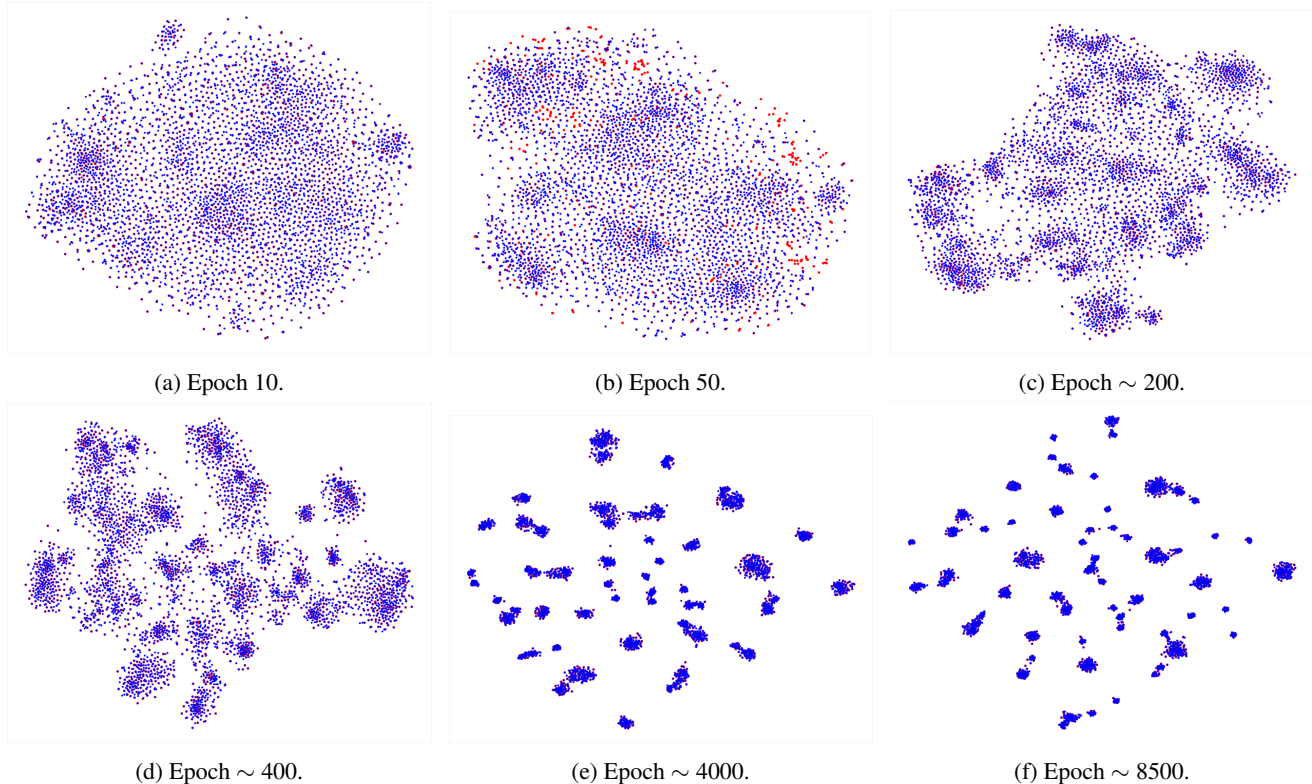 (a) Epoch 10.
(b) Epoch 50.
(c) Epoch ∼ 200.
(d) Epoch ∼ 400.
(e) Epoch ∼ 4000.
(f) Epoch ∼ 8500.